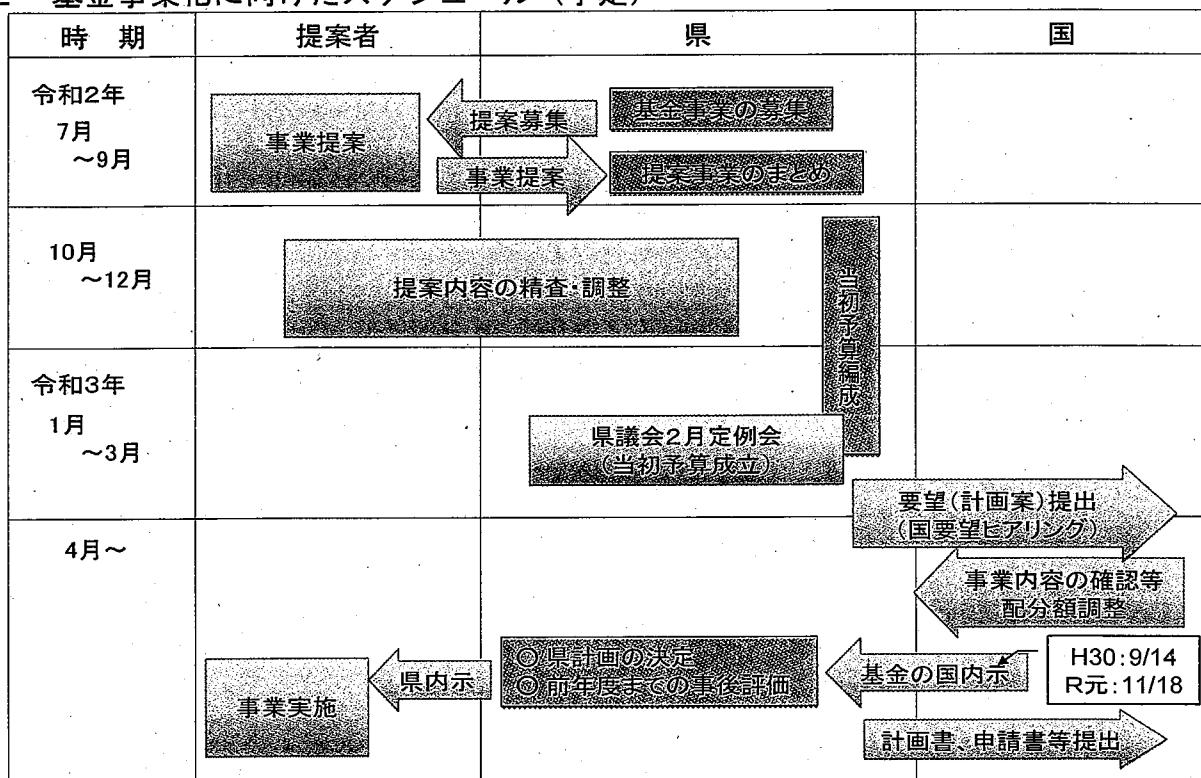 基金事業化に向けたスケジュール(予定)
時 期
提案者
県
国
令和2年
7月
～9月
事業提案
提案募集
基金事業の募集
事業提案
提案事業のまとめ
10月
～12月
提案内容の精査・調整
当初予算編成
令和3年
1月
～3月
県議会2月定例会
(当初予算成立)
要望(計画案)提出
(国要望ヒアリング)
4月～
事業内容の確認等
配分額調整
事業実施
県内示
◎ 県計画の決定
◎ 前年度までの事後評価
基金の国内示
H30:9/14
R元:11/18
計画書、申請書等提出